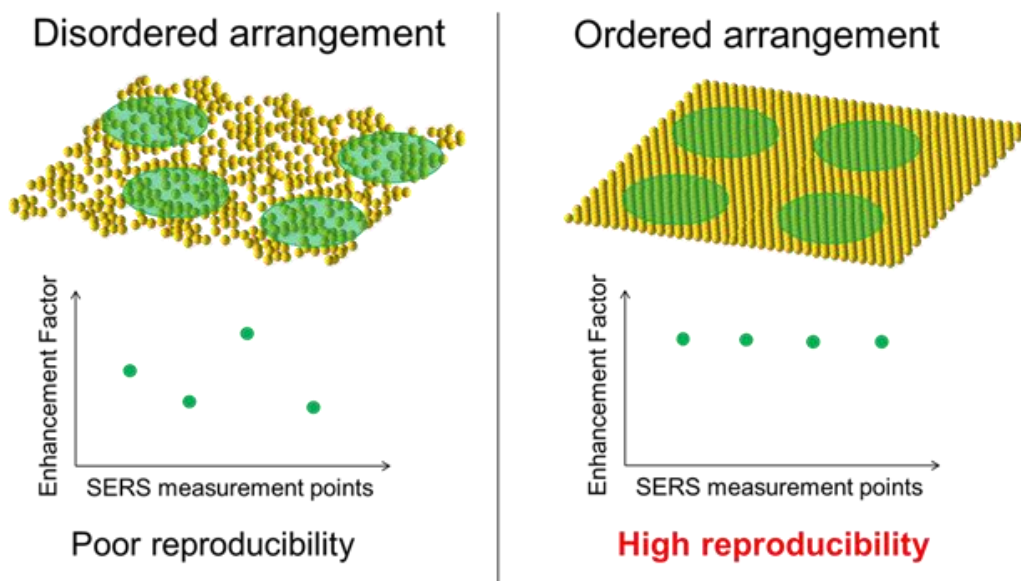 Disordered arrangement
Enhancement Factor
SERS measurement points
Poor reproducibility
Ordered arrangement
Enhancement Factor
SERS measurement points
High reproducibility